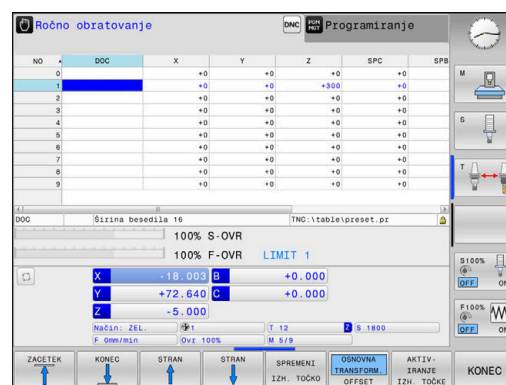 Ročno obratovanje
DNC
PGM
MGT
Programiranje
NO DOC X Y Z SPC SPB
0 +0 +0 +0 +0
1 +0 +0 +300 +0
2 +0 +0 +0 +0
3 +0 +0 +0 +0
4 +0 +0 +0 +0
5 +0 +0 +0 +0
6 +0 +0 +0 +0
7 +0 +0 +0 +0
8 +0 +0 +0 +0
9 +0 +0 +0 +0
DOC Širina besedila 16 TNC:\table\preset.pr
100% S-OVR
100% F-OVR LIMIT 1
X -18.003 B +0.000
Y +72.640 C +0.000
Z -5.000
Način: ŽEL. 1 T 12 Z S 1800
F 0mm/min Ovr 100% M 5/9
M
S
T
S100%
OFF ON
F100%
OFF ON
ZAČETEK
KONEC
STRAN
STRAN
SPREMENI
IZH. TOČKO
OSNOVNA
TRANSFORM.
OFFSET
AKTIV-
IRANJE
IZH. TOČKE
KONEC